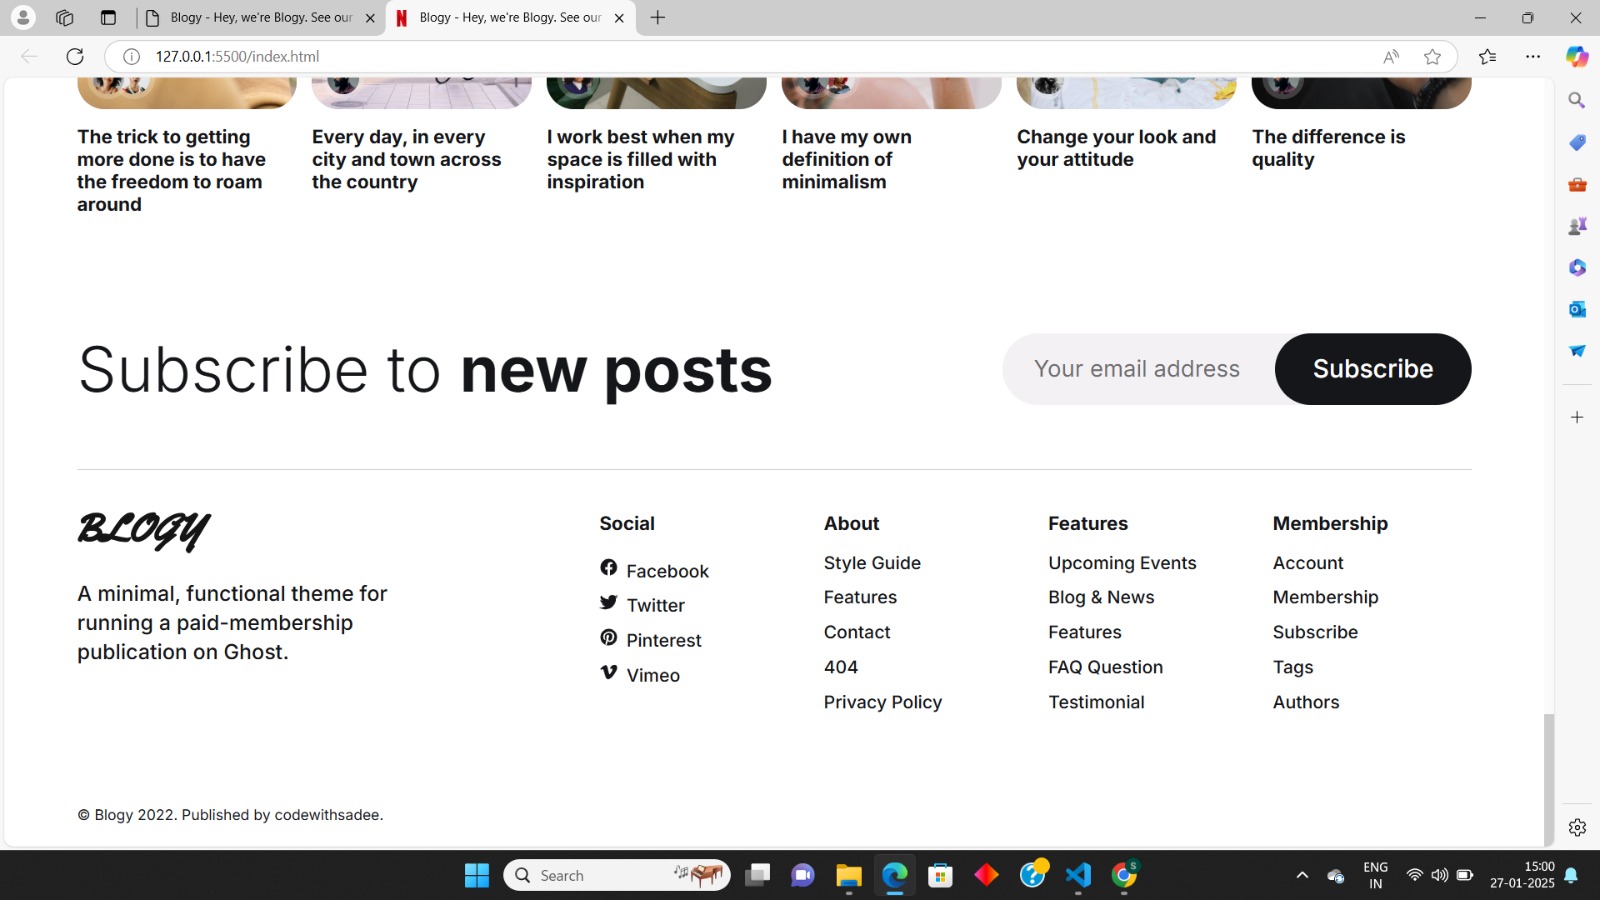 Blogy - Hey, we're Blogy. See our
Blogy - Hey, we're Blogy. See our
127.0.0.1:5500/index.html
The trick to getting
more done is to have
the freedom to roam
around
Every day, in every
city and town across
the country
I work best when my
space is filled with
inspiration
I have my own
definition of
minimalism
Change your look and
your attitude
The difference is
quality
Subscribe to new posts
Your email address
Subscribe
BLOGY
A minimal, functional theme for
running a paid-membership
publication on Ghost.
Social
Facebook
Twitter
Pinterest
Vimeo
About
Style Guide
Features
Contact
404
Privacy Policy
Features
Upcoming Events
Blog & News
Features
FAQ Question
Testimonial
Membership
Account
Membership
Subscribe
Tags
Authors
© Blogy 2022. Published by codewithsadee.
Search
ENG
IN
15:00
27-01-2025